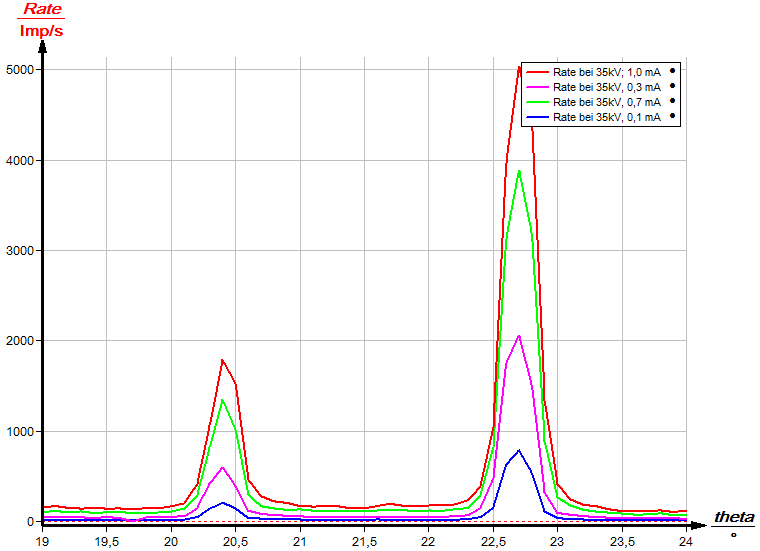 Rate
Imp/s
5000
4000
3000
2000
1000
0
Rate bei 35kV; 1,0 mA
Rate bei 35kV, 0,3 mA
Rate bei 35kV, 0,7 mA
Rate bei 35kV, 0,1 mA
19 19,5 20 20,5 21 21,5 22 22,5 23 23,5 24
theta
°